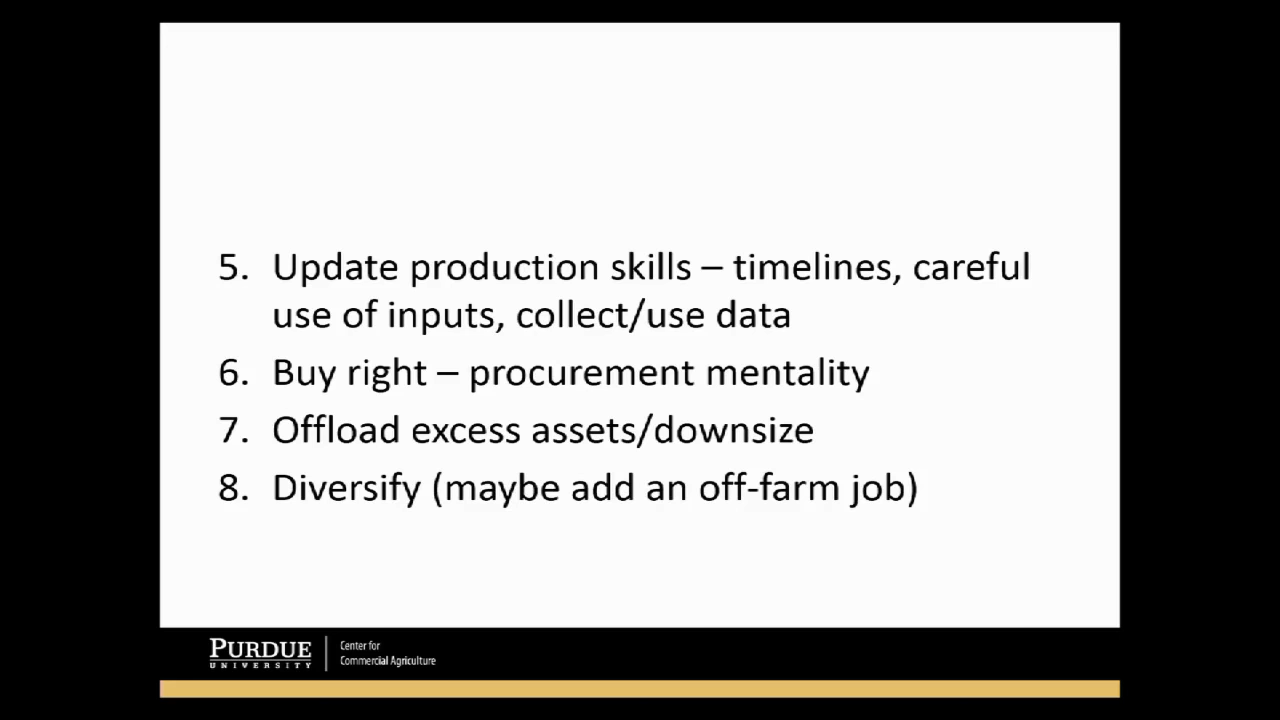 5. Update production skills – timelines, careful
use of inputs, collect/use data
6. Buy right – procurement mentality
7. Offload excess assets/downsize
8. Diversify (maybe add an off-farm job)
PURDUE
UNIVERSITY
Center for
Commercial Agriculture